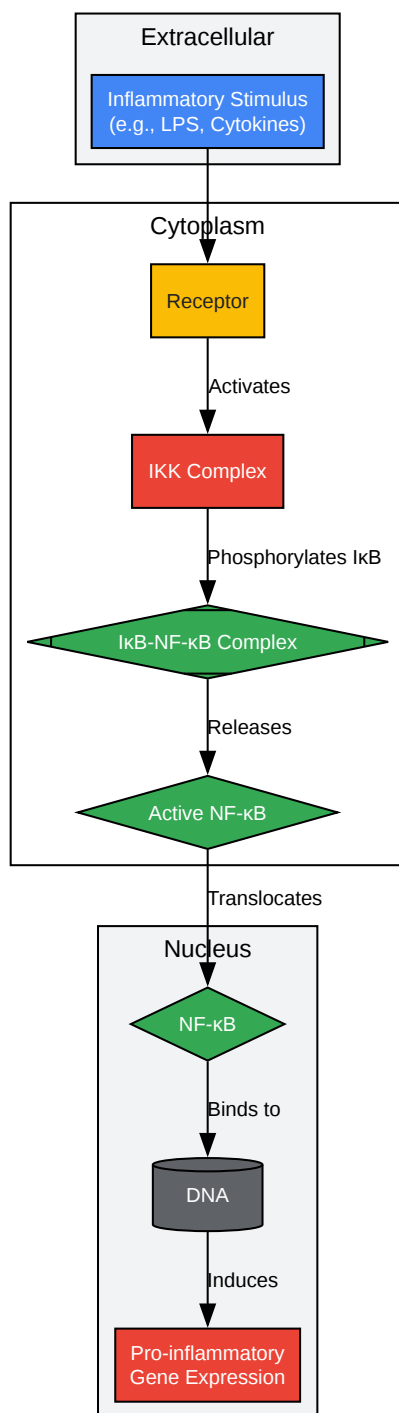 Extracellular
Inflammatory Stimulus
(e.g., LPS, Cytokines)
Cytoplasm
Receptor
Activates
IKK Complex
Phosphorylates IκB
IκB-NF-κB Complex
Releases
Active NF-κB
Translocates
Nucleus
NF-κB
Binds to
DNA
Induces
Pro-inflammatory
Gene Expression